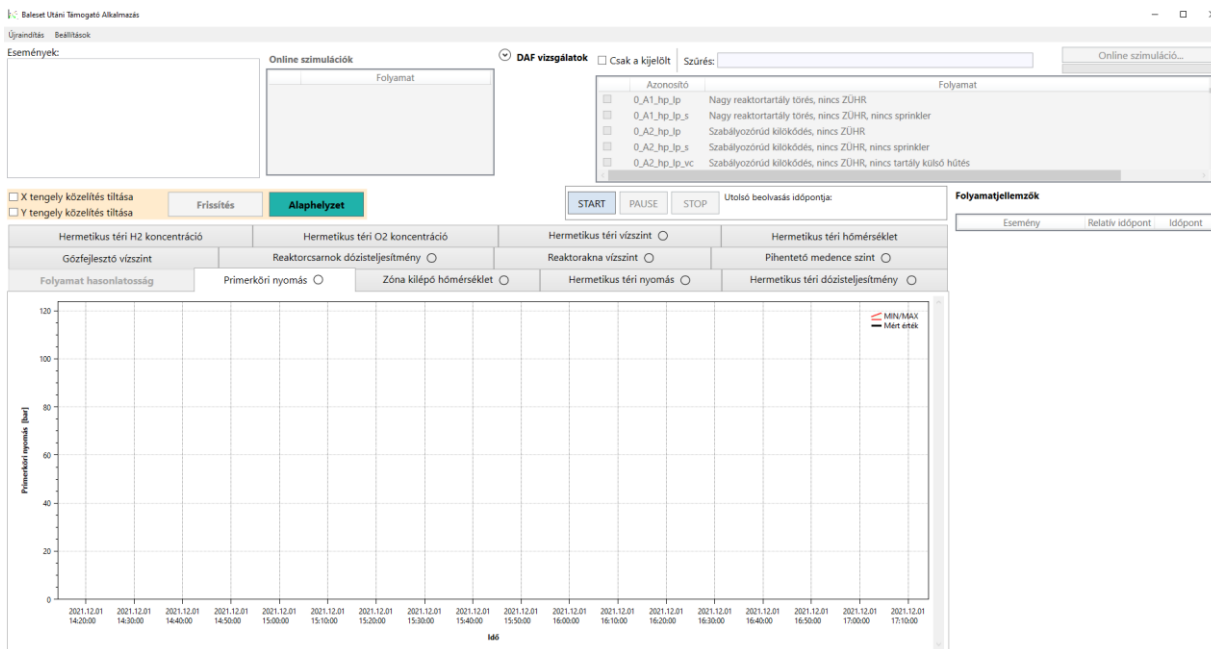 Baleset Utáni Támogató Alkalmazás
Újraindítás Beállítások
Események:
Online szimulációk
Folyamat
DAF vizsgálatok
Csak a kijelölt
Szűrés:
Online szimuláció...
Azonosító Folyamat
0_A1_hp_lp Nagy reaktortartály törés, nincs ZÜHR
0_A1_hp_lp_s Nagy reaktortartály törés, nincs ZÜHR, nincs sprinkler
0_A2_hp_lp Szabályozórúd kilökődés, nincs ZÜHR
0_A2_hp_lp_s Szabályozórúd kilökődés, nincs ZÜHR, nincs sprinkler
0_A2_hp_lp_vc Szabályozórúd kilökődés, nincs ZÜHR, nincs tartály külső hűtés
X tengely közelítés tiltása
Y tengely közelítés tiltása
Frissítés
Alaphelyzet
START PAUSE STOP
Utolsó beolvasás időpontja:
Folyamatjellemzők
Esemény Relatív időpont Időpont
Hermetikus téri H2 koncentráció Hermetikus téri O2 koncentráció Hermetikus téri vízszint Hermetikus téri hőmérséklet
Gőzfejlesztő vízszint Reaktorcsarnok dózisteljesítmény Reaktorakna vízszint Pihentető medence szint
Folyamat hasonlatosság Primerköri nyomás Zóna kilépő hőmérséklet Hermetikus téri nyomás Hermetikus téri dózisteljesítmény
MIN/MAX
Mért érték
Primerköri nyomás [bar]
120
100
80
60
40
20
0
2021.12.01 2021.12.01 2021.12.01 2021.12.01 2021.12.01 2021.12.01 2021.12.01 2021.12.01 2021.12.01 2021.12.01 2021.12.01 2021.12.01 2021.12.01 2021.12.01 2021.12.01 2021.12.01 2021.12.01 2021.12.01
14:20:00 14:30:00 14:40:00 14:50:00 15:00:00 15:10:00 15:20:00 15:30:00 15:40:00 15:50:00 16:00:00 16:10:00 16:20:00 16:30:00 16:40:00 16:50:00 17:00:00 17:10:00
Idő